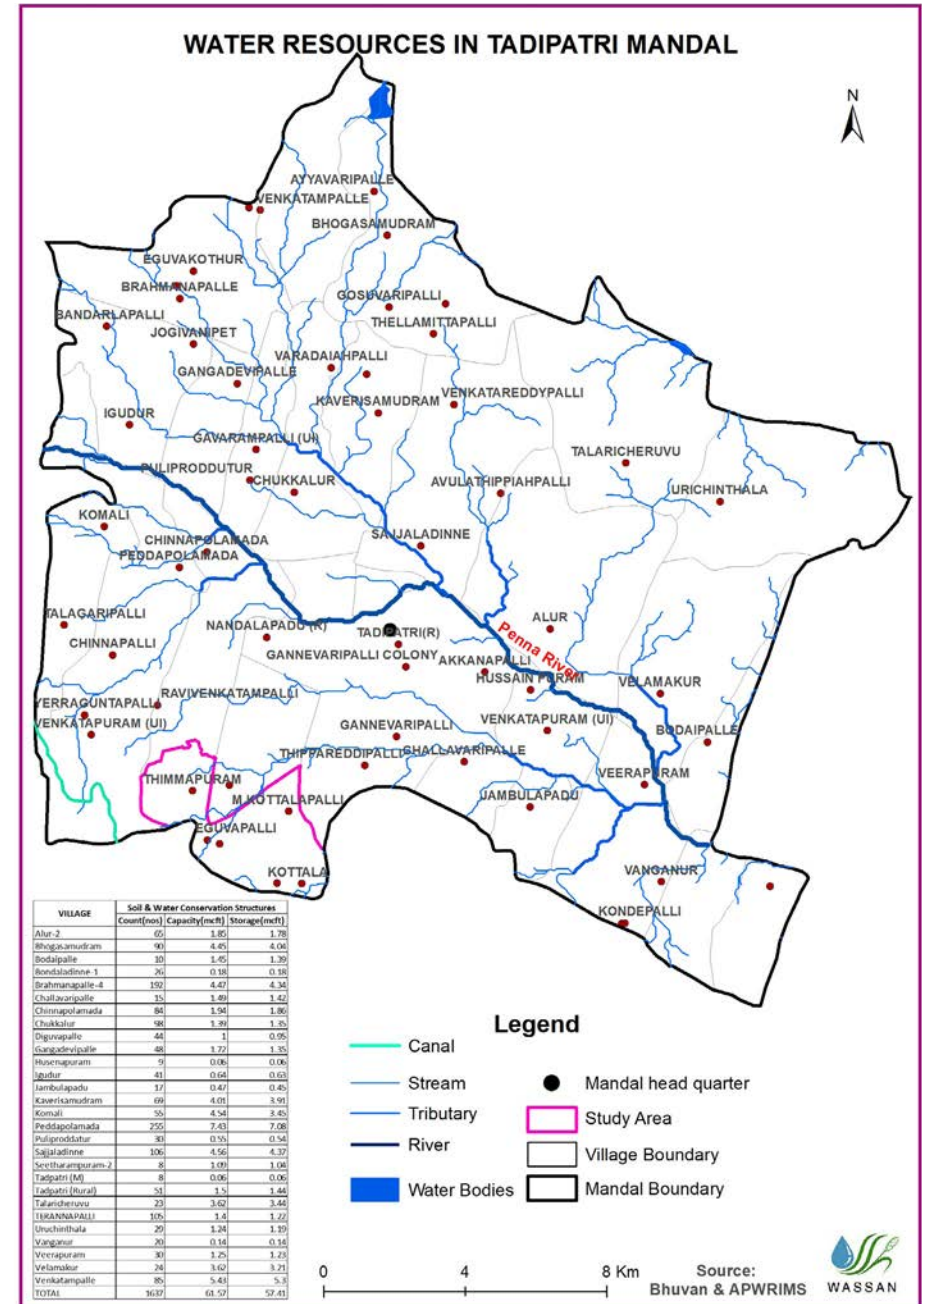 WATER RESOURCES IN TADIPATRI MANDAL
N
AYYAVARIPALLE
VENKATAMPALLE
BHOGASAMUDRAM
EGUVAKOTHUR
BRAHMANAPALLE
GOSUVARIPALLI
BANDARLAPALLI
THELLAMITTAPALLI
JOGIVANIPET
VARADAIAHPALLI
GANGADEVIPALLE
KAVERISAMUDRAM
VENKATAREDDYPALLI
IGUDUR
GAVARAMPALLI (UI)
TALARICHERUVU
PULIPRODDUTUR
CHUKKALUR
AVULATHIPPIAHPALLI
URICHINTHALA
KOMALI
SAJJALADINNE
CHINNAPOLAMADA
PEDDAPOLAMADA
TALAGARIPALLI
NANDALAPADU (R)
TADIPATRI(R)
ALUR
Penna River
CHINNAPALLI
GANNEVARIPALLI COLONY
AKKANAPALLI
HUSSAIN PURAM
VELAMAKUR
YERRAGUNTAPALLI
RAVIVENKATAMPALLI
VENKATAPURAM (UI)
GANNEVARIPALLI
VENKATAPURAM (UI)
BODAIPALLE
THIPPAREDDIPALLI
CHALLAVARIPALLE
THIMMAPURAM
VEERAPURAM
M.KOTTALAPALLI
JAMBULAPADU
EGUVAPALLI
KOTTALA
VANGANUR
KONDEPALLI
VILLAGE Soil & Water Conservation Structures
Count(nos) Capacity(mcft) Storage(mcft)
Alur-2 65 1.85 1.78
Bhogasamudram 90 4.45 4.04
Bodaipalle 10 1.45 1.39
Bondaladinne-1 26 0.18 0.18
Brahmanapalle-4 192 4.47 4.34
Challavaripalle 15 1.49 1.42
Chinnapolamada 84 1.94 1.86
Chukkalur 98 1.39 1.35
Diguvapalle 44 1 0.95
Gangadevipalle 48 1.72 1.35
Husenapuram 9 0.06 0.06
Igudur 41 0.64 0.63
Jambulapadu 17 0.47 0.45
Kaverisamudram 69 4.01 3.91
Komali 55 4.54 3.45
Peddapolamada 255 7.43 7.08
Puliproddatur 30 0.55 0.54
Sajjaladinne 106 4.56 4.37
Seetharampuram-2 8 1.09 1.04
Tadpatri (M) 8 0.06 0.06
Tadpatri (Rural) 51 1.5 1.44
Talaricheruvu 23 3.62 3.44
TERANNAPALLI 105 1.4 1.22
Uruchinthala 29 1.24 1.19
Vanganur 20 0.14 0.14
Veerapuram 30 1.25 1.23
Velamakur 24 3.62 3.21
Venkatampalle 85 5.43 5.3
TOTAL 1637 61.57 57.41
Legend
Canal
Stream
Tributary
River
Water Bodies
Mandal head quarter
Study Area
Village Boundary
Mandal Boundary
0 4 8 Km
Source:
Bhuvan & APWRIMS
WASSAN